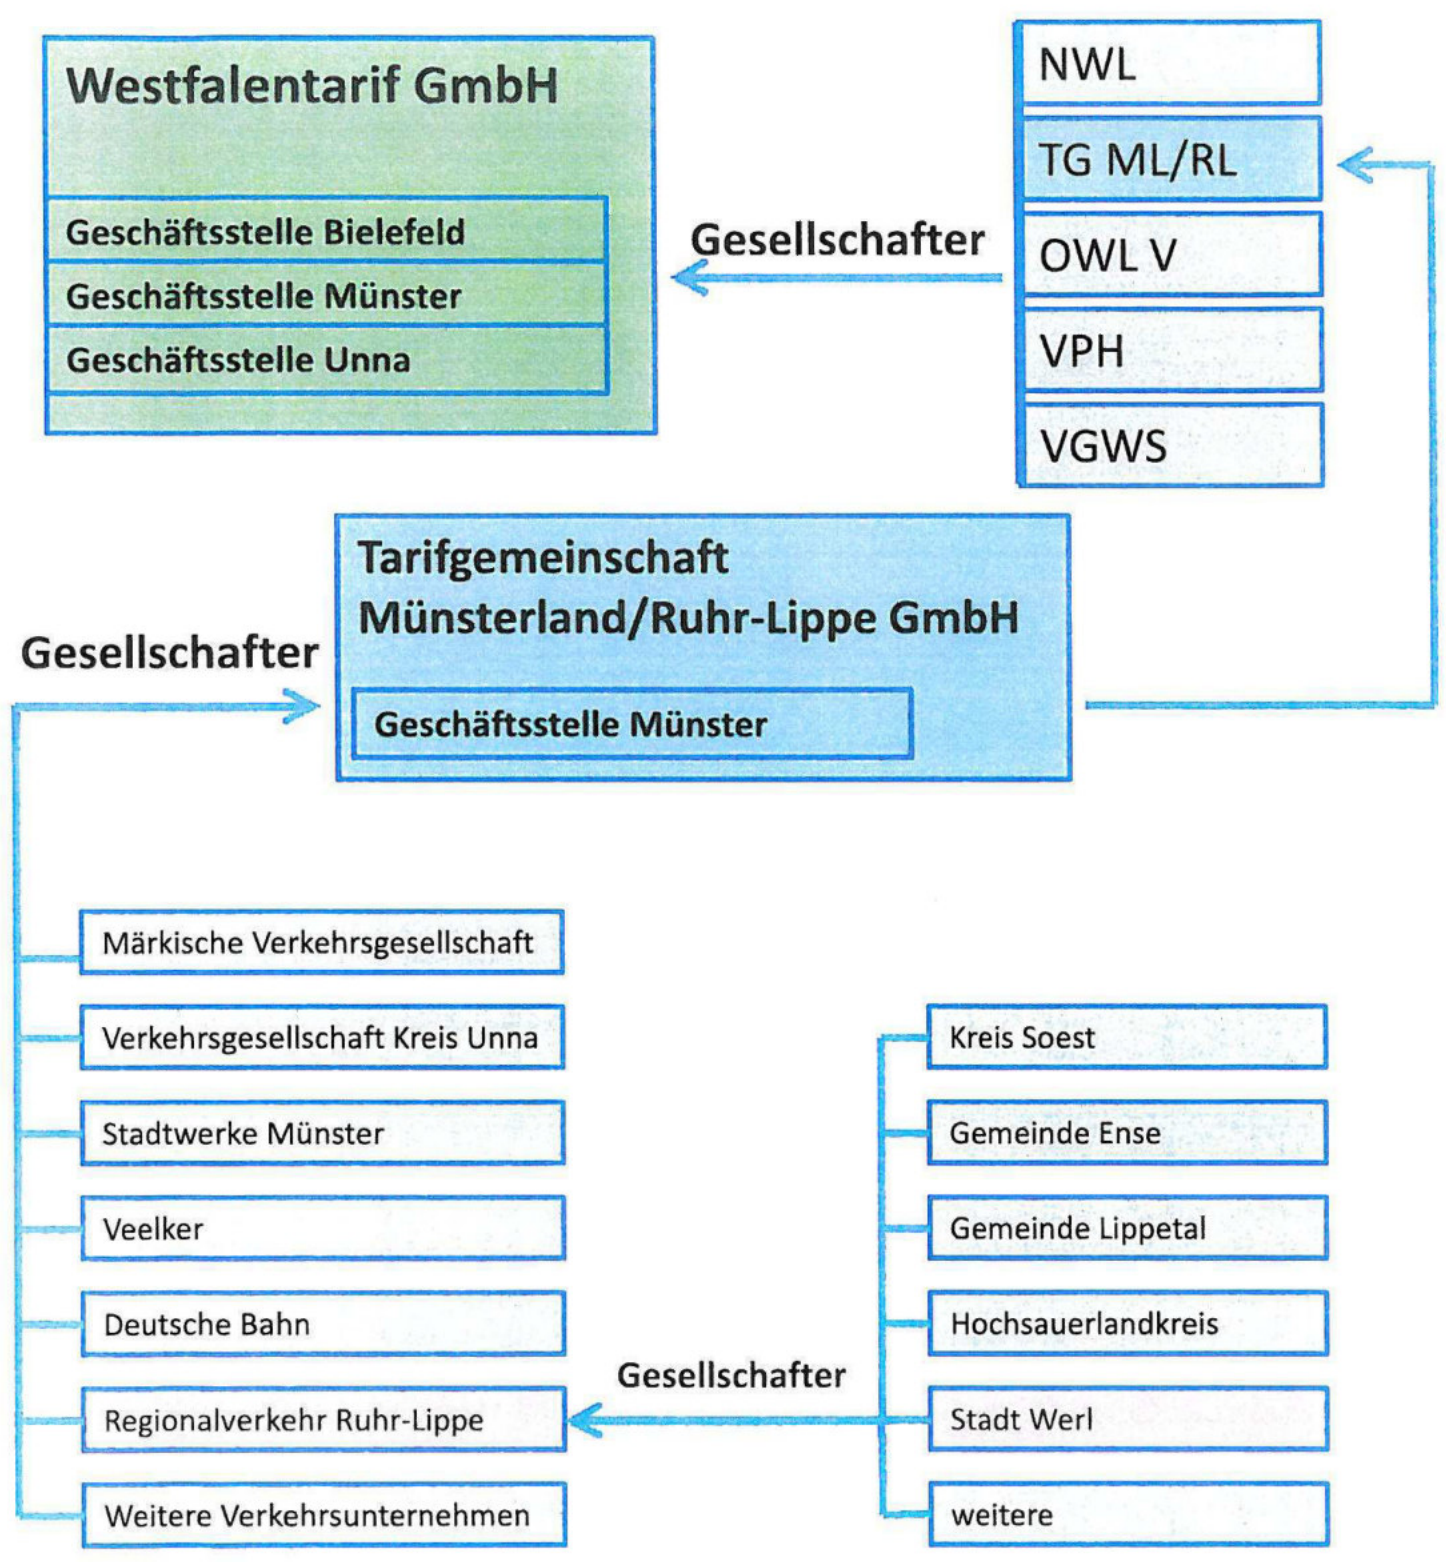 Westfalentarif GmbH
Geschäftsstelle Bielefeld
Geschäftsstelle Münster
Geschäftsstelle Unna
Gesellschafter
NWL
TG ML/RL
OWL V
VPH
VGWS
Tarifgemeinschaft
Münsterland/Ruhr-Lippe GmbH
Geschäftsstelle Münster
Gesellschafter
Märkische Verkehrsgesellschaft
Verkehrsgesellschaft Kreis Unna
Stadtwerke Münster
Veelker
Deutsche Bahn
Regionalverkehr Ruhr-Lippe
Weitere Verkehrsunternehmen
Gesellschafter
Kreis Soest
Gemeinde Ense
Gemeinde Lippetal
Hochsauerlandkreis
Stadt Werl
weitere